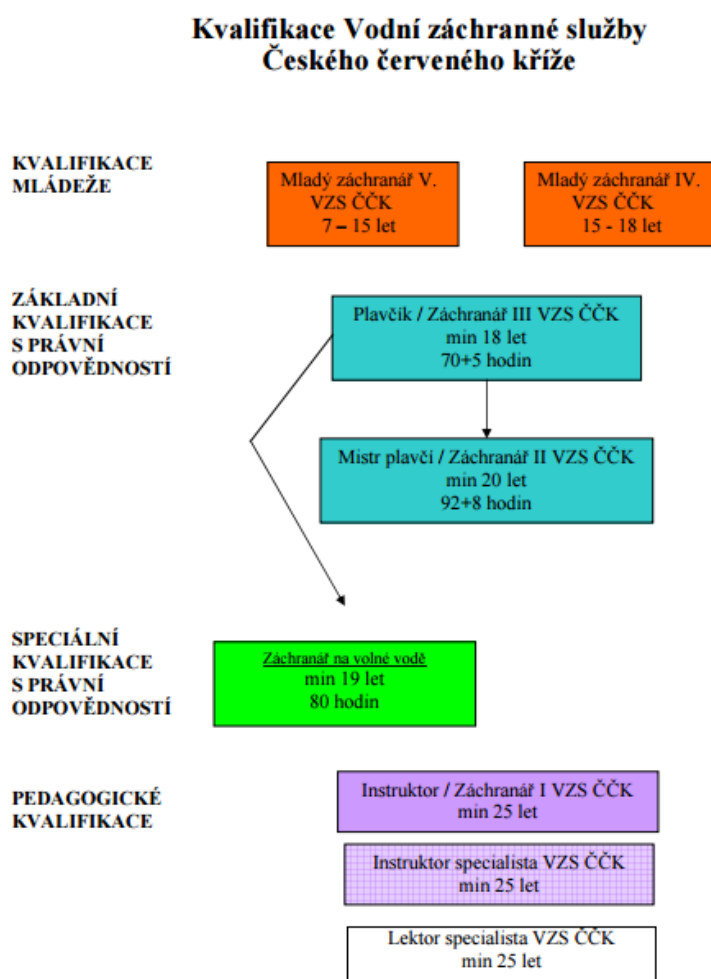 Kvalifikace Vodní záchranné služby
Českého červeného kříže
KVALIFIKACE
MLÁDEŽE
Mladý záchranář V.
VZS ČČK
7 – 15 let
Mladý záchranář IV.
VZS ČČK
15 - 18 let
ZÁKLADNÍ
KVALIFIKACE
S PRÁVNÍ
ODPOVĚDNOSTÍ
Plavčík / Záchranář III VZS ČČK
min 18 let
70+5 hodin
Mistr plavčí / Záchranář II VZS ČČK
min 20 let
92+8 hodin
SPECIÁLNÍ
KVALIFIKACE
S PRÁVNÍ
ODPOVĚDNOSTÍ
Záchranář na volné vodě
min 19 let
80 hodin
PEDAGOGICKÉ
KVALIFIKACE
Instruktor / Záchranář I VZS ČČK
min 25 let
Instruktor specialista VZS ČČK
min 25 let
Lektor specialista VZS ČČK
min 25 let